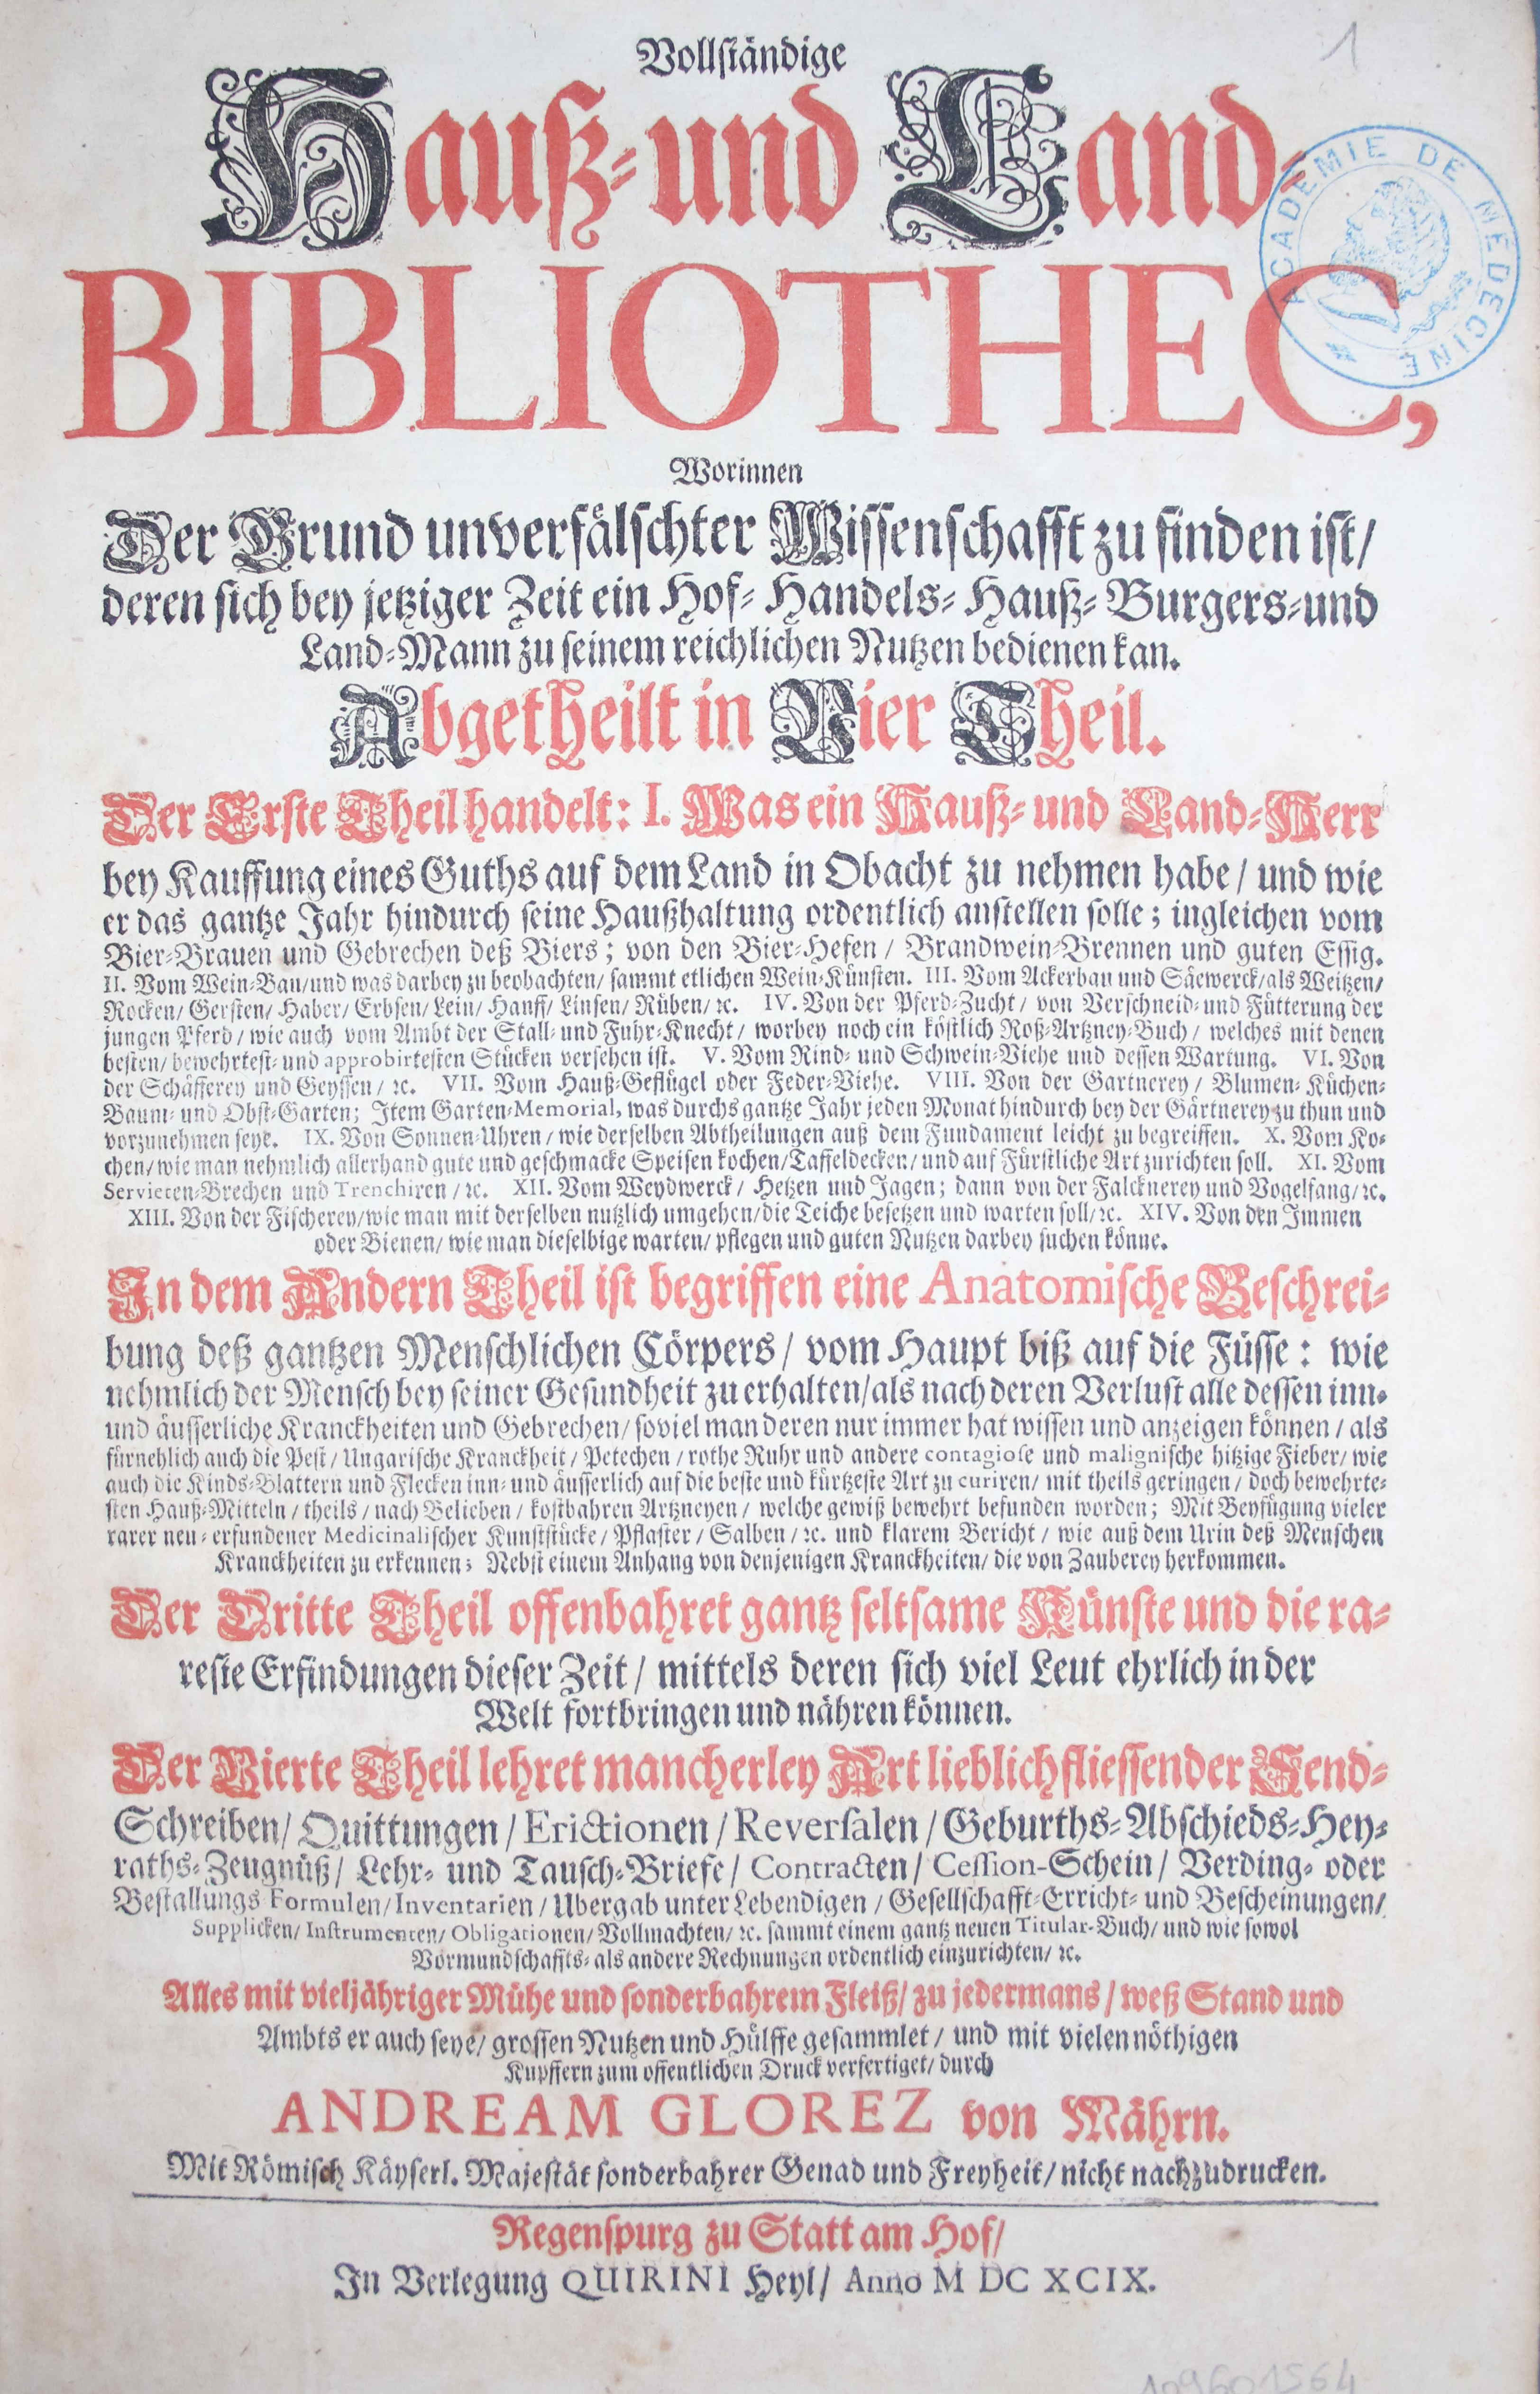 1
Vollständige
Hauß- und Land-
BIBLIOTHEC,
ACADEMIE DE MEDECINE
Worinnen
Der Grund unverfälschter Wissenschafft zu finden ist/
deren sich bey jetziger Zeit ein Hof- Handels- Hauß- Burgers- und
Land-Mann zu seinem reichlichen Nutzen bedienen kan.
Abgetheilt in Vier Theil.
Der Erste Theil handelt: I. Was ein Hauß- und Land-Herr
bey Kauffung eines Guths auf dem Land in Obacht zu nehmen habe/ und wie
er das gantze Jahr hindurch seine Haußhaltung ordentlich anstellen solle; ingleichen vom
Bier-Brauen und Gebrechen deß Biers; von den Bier-Hefen/ Brandwein-Brennen und guten Essig.
II. Vom Wein-Bau/und was darbey zu beobachten/ sammt etlichen Wein-Künsten. III. Vom Ackerbau und Säewerck/als Weitzen/
Rocken/ Gersten/ Haber/ Erbsen/ Lein/ Hanff/ Linsen/ Rüben/ ꝛc. IV. Von der Pferd-Zucht/ von Verschneid- und Fütterung der
jungen Pferd/ wie auch vom Ambt der Stall- und Fuhr-Knecht/ worbey noch ein köstlich Roß-Artzney-Buch/ welches mit denen
besten/ bewehrtest- und approbirtesten Stücken versehen ist. V. Vom Rind- und Schwein-Viehe und dessen Wartung. VI. Von
der Schäfferey und Geyssen/ ꝛc. VII. Vom Hauß-Geflügel oder Feder-Viehe. VIII. Von der Gartnerey/ Blumen- Küchen-
Baum- und Obst-Garten; Item Garten-Memorial, was durchs gantze Jahr jeden Monat hindurch bey der Gärtnerey zu thun und
vorzunehmen seye. IX. Von Sonnen-Uhren/ wie derselben Abtheilungen auß dem Fundament leicht zu begreiffen. X. Vom Ko-
chen/ wie man nehmlich allerhand gute und geschmacke Speisen kochen/Taffeldecken/ und auf Fürstliche Art zurichten soll. XI. Vom
Servieten-Brechen und Trenchiren/ ꝛc. XII. Vom Weydwerck/ Hetzen und Jagen; dann von der Falcknerey und Vogelfang/ꝛc.
XIII. Von der Fischerey/wie man mit derselben nutzlich umgehen/die Teiche besetzen und warten soll/ꝛc. XIV. Von den Immen
oder Bienen/ wie man dieselbige warten/ pflegen und guten Nutzen darbey suchen könne.
In dem Andern Theil ist begriffen eine Anatomische Beschrei-
bung deß gantzen Menschlichen Cörpers/ vom Haupt biß auf die Füsse: wie
nehmlich der Mensch bey seiner Gesundheit zu erhalten/als nach deren Verlust alle dessen inn-
und äusserliche Kranckheiten und Gebrechen/ soviel man deren nur immer hat wissen und anzeigen können/ als
fürnehlich auch die Pest/ Ungarische Kranckheit/ Petechen/ rothe Ruhr und andere contagiose und malignische hitzige Fieber/ wie
auch die Kinds-Blattern und Flecken inn- und äusserlich auf die beste und kürtzeste Art zu curiren/ mit theils geringen/ doch bewehrte-
sten Hauß-Mitteln/ theils/ nach Belieben/ kostbahren Artzneyen/ welche gewiß bewehrt befunden worden; Mit Beyfügung vieler
rarer neu-erfundener Medicinalischer Kunststücke/ Pflaster/ Salben/ ꝛc. und klarem Bericht/ wie auß dem Urin deß Menschen
Kranckheiten zu erkennen; Nebst einem Anhang von denjenigen Kranckheiten/ die von Zauberey herkommen.
Der Dritte Theil offenbahret gantz seltsame Künste und die ra-
reste Erfindungen dieser Zeit/ mittels deren sich viel Leut ehrlich in der
Welt fortbringen und nähren können.
Der Vierte Theil lehret mancherley Art lieblich fliessender Send-
Schreiben/ Quittungen/ Erictionen/ Reversalen/ Geburths- Abschieds- Hey-
raths- Zeugnüß/ Lehr- und Tausch-Briefe/ Contracten/ Cession-Schein/ Verding- oder
Bestallungs Formulen/ Inventarien/ Ubergab unter Lebendigen/ Gesellschafft-Erricht- und Bescheinungen/
Supplicken/ Instrumenten/ Obligationen/ Vollmachten/ ꝛc. sammt einem gantz neuen Titular-Buch/ und wie sowol
Vormundschaffts- als andere Rechnungen ordentlich einzurichten/ ꝛc.
Alles mit vieljähriger Mühe und sonderbahrem Fleiß/ zu jedermans/ weß Stand und
Ambts er auch seye/ grossen Nutzen und Hülffe gesammlet/ und mit vielen nöthigen
Kupffern zum offentlichen Druck verfertiget/ durch
ANDREAM GLOREZ von Mährn.
Mit Römisch Käyserl. Majestät sonderbahrer Genad und Freyheit/ nicht nachzudrucken.
Regenspurg zu Statt am Hof/
In Verlegung QUIRINI Heyl/ Anno M DC XCIX.